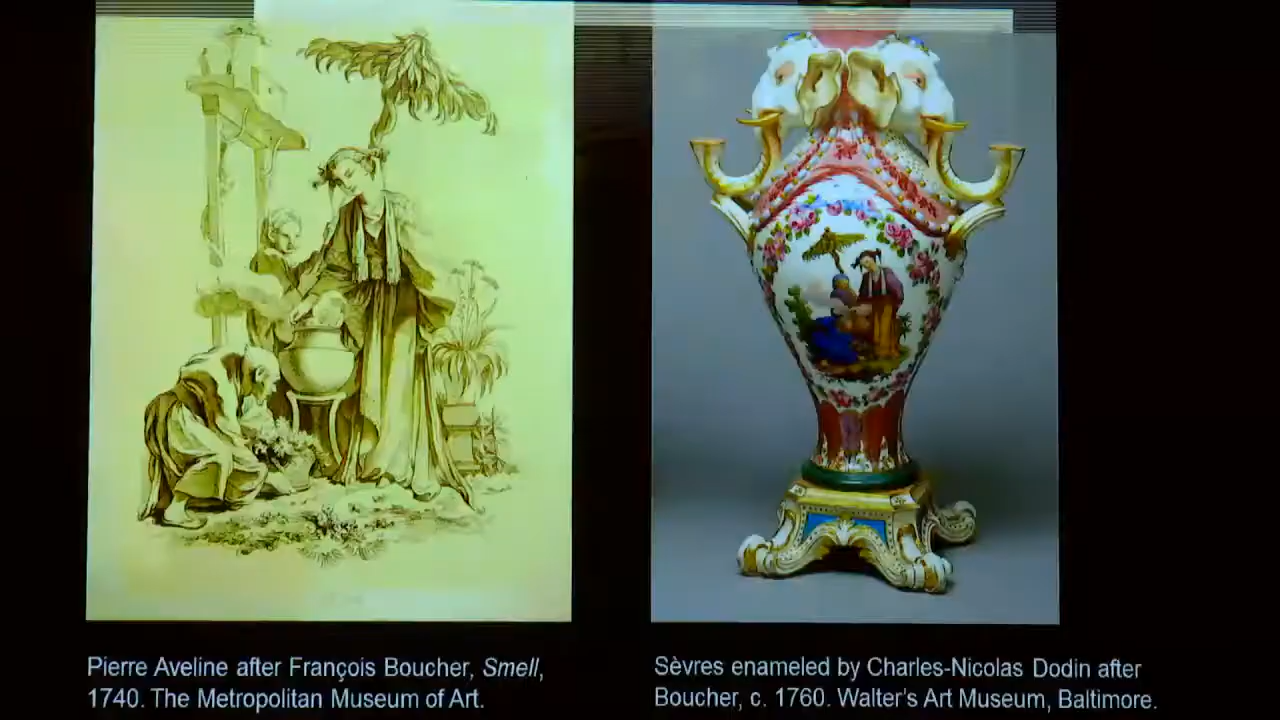 Pierre Aveline after François Boucher, Smell,
1740. The Metropolitan Museum of Art.
Sèvres enameled by Charles-Nicolas Dodin after
Boucher, c. 1760. Walter's Art Museum, Baltimore.